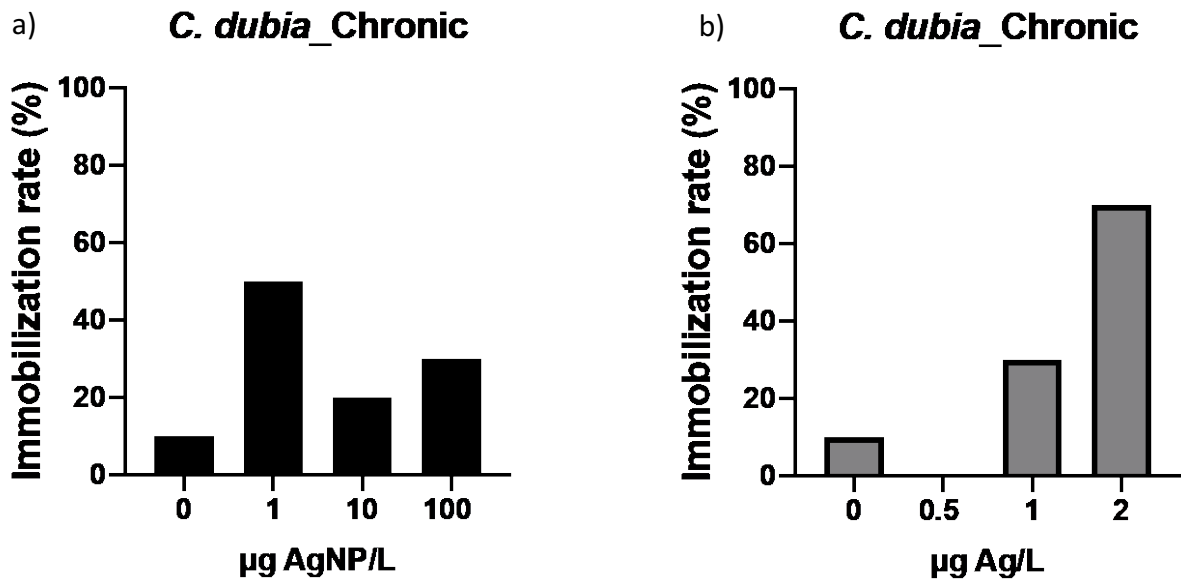 a)
C. dubia_Chronic
Immobilization rate (%)
100
80
60
40
20
0
0 1 10 100
µg AgNP/L
b)
C. dubia_Chronic
Immobilization rate (%)
100
80
60
40
20
0
0 0.5 1 2
µg Ag/L